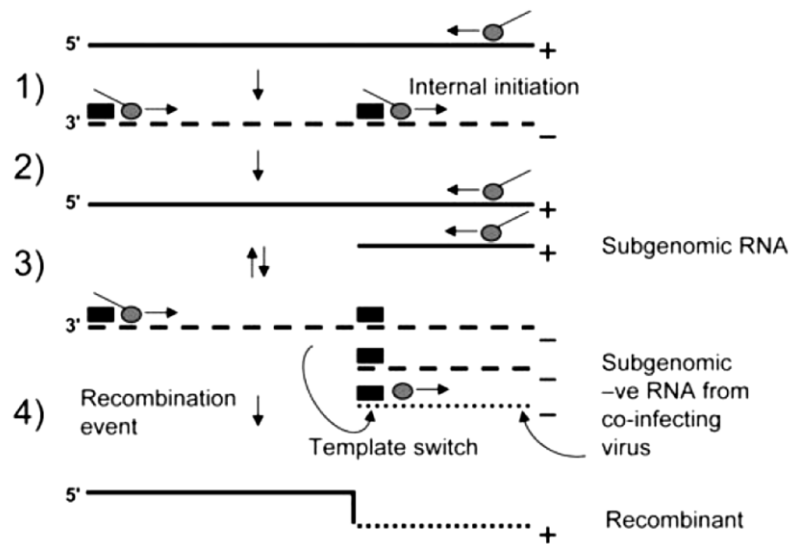 5'
+
1)
Internal initiation
3'
–
2)
5'
+
+
Subgenomic RNA
3)
3'
–
–
Subgenomic
–ve RNA from
co-infecting
virus
–
4)
Recombination
event
Template switch
5'
+
Recombinant